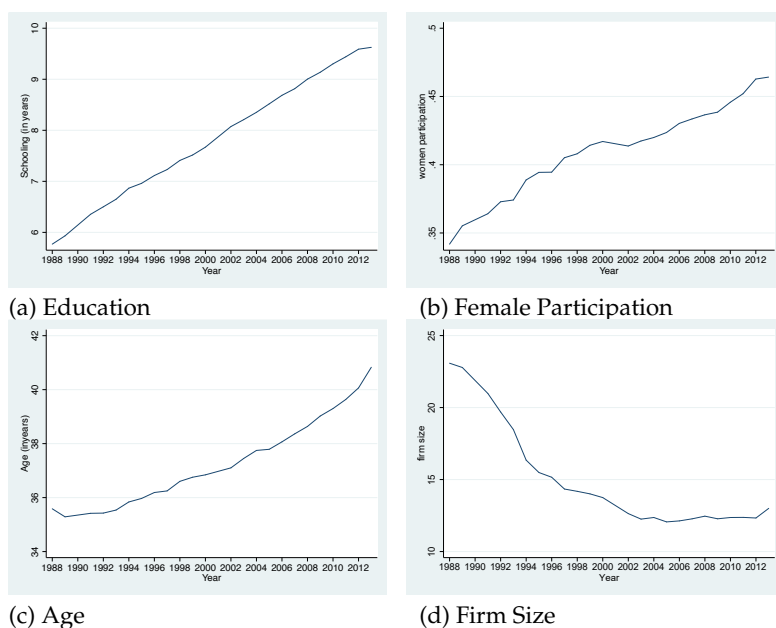 10
9
8
7
6
Schooling (in years)
1988 1990 1992 1994 1996 1998 2000 2002 2004 2006 2008 2010 2012
Year
(a) Education
.5
.45
.4
.35
women participation
1988 1990 1992 1994 1996 1998 2000 2002 2004 2006 2008 2010 2012
Year
(b) Female Participation
42
40
38
36
34
Age (inyears)
1988 1990 1992 1994 1996 1998 2000 2002 2004 2006 2008 2010 2012
Year
(c) Age
25
20
15
10
firm size
1988 1990 1992 1994 1996 1998 2000 2002 2004 2006 2008 2010 2012
Year
(d) Firm Size